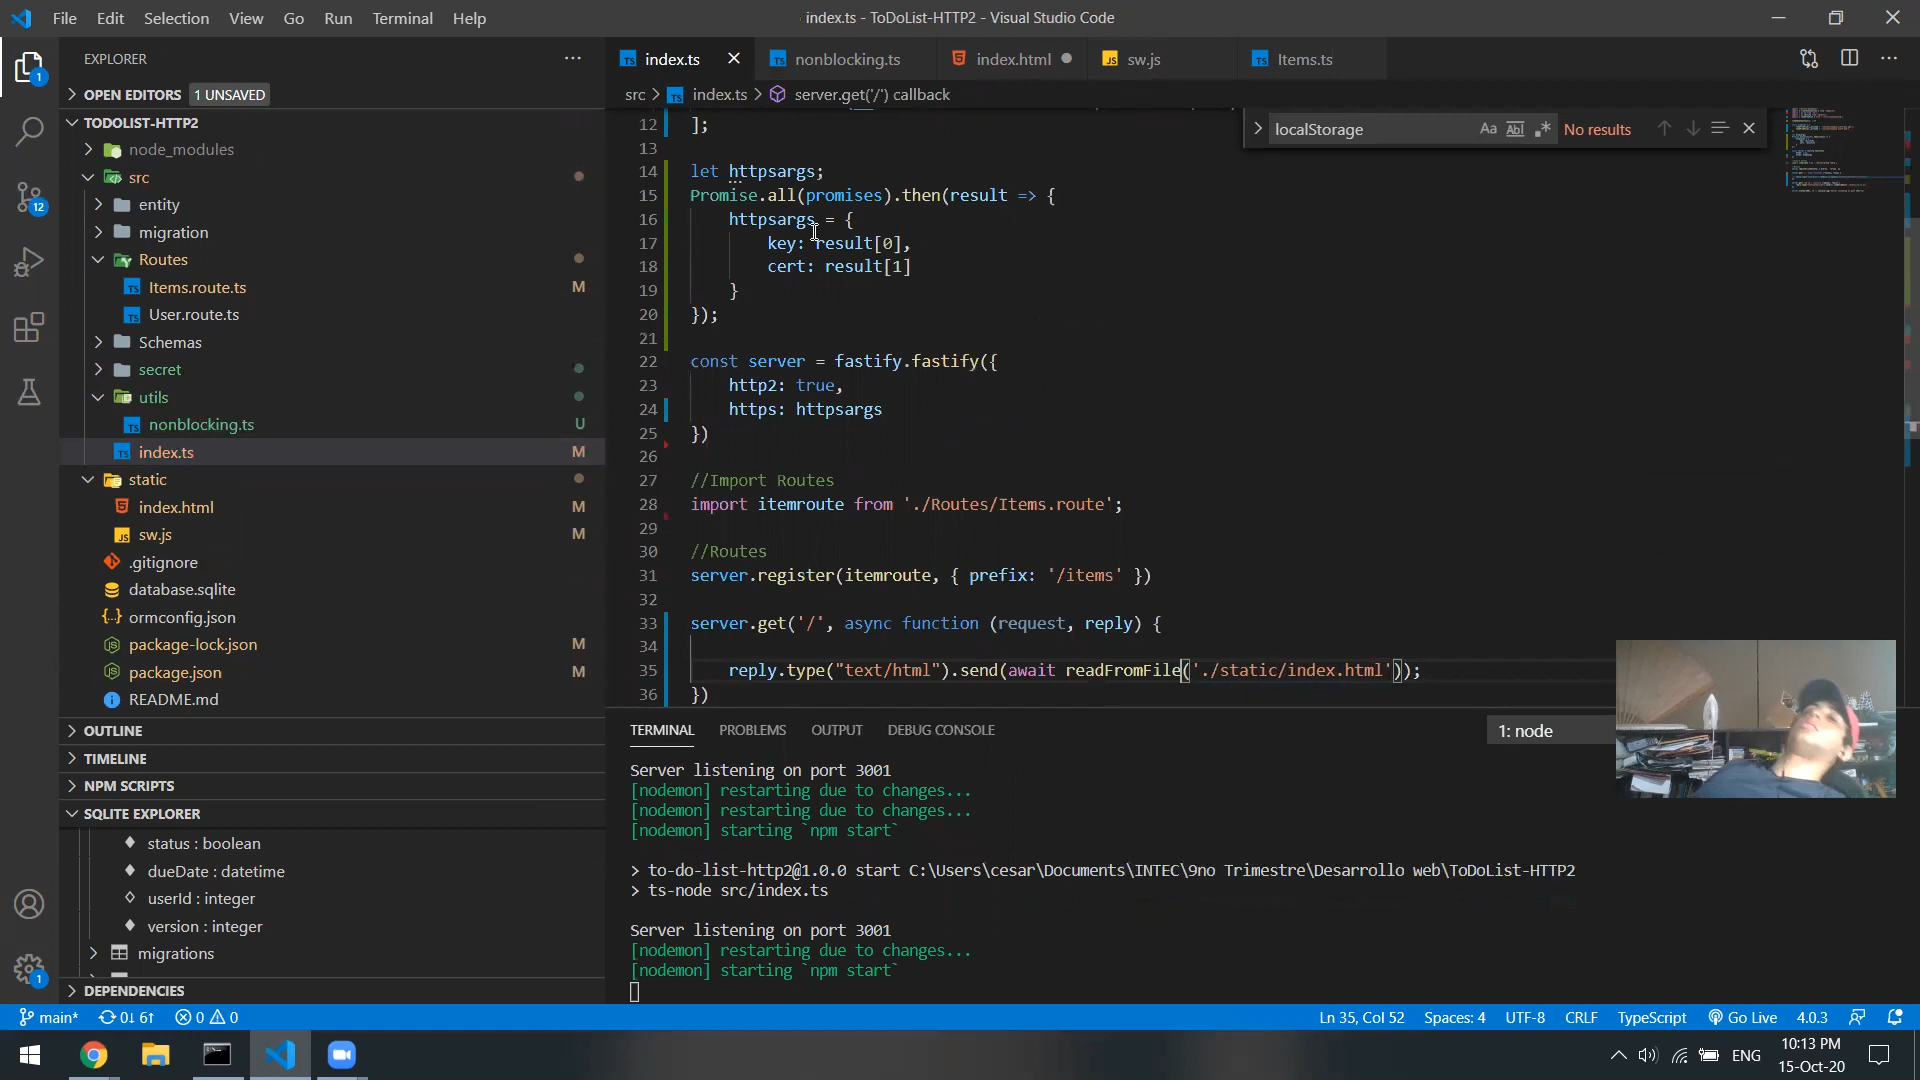 File Edit Selection View Go Run Terminal Help
index.ts - ToDoList-HTTP2 - Visual Studio Code
EXPLORER
OPEN EDITORS 1 UNSAVED
TODOLIST-HTTP2
node_modules
src
entity
migration
Routes
Items.route.ts M
User.route.ts
Schemas
secret
utils
nonblocking.ts U
index.ts M
static
index.html M
sw.js M
.gitignore
database.sqlite
ormconfig.json
package-lock.json M
package.json M
README.md
OUTLINE
TIMELINE
NPM SCRIPTS
SQLITE EXPLORER
status : boolean
dueDate : datetime
userId : integer
version : integer
migrations
DEPENDENCIES
index.ts nonblocking.ts index.html sw.js Items.ts
src > index.ts > server.get('/') callback
localStorage No results
12 ];
13
14 let httpsargs;
15 Promise.all(promises).then(result => {
16 httpsargs = {
17 key: result[0],
18 cert: result[1]
19 }
20 });
21
22 const server = fastify.fastify({
23 http2: true,
24 https: httpsargs
25 })
26
27 //Import Routes
28 import itemroute from './Routes/Items.route';
29
30 //Routes
31 server.register(itemroute, { prefix: '/items' })
32
33 server.get('/', async function (request, reply) {
34
35 reply.type("text/html").send(await readFromFile('./static/index.html'));
36 })
TERMINAL PROBLEMS OUTPUT DEBUG CONSOLE 1: node
Server listening on port 3001
[nodemon] restarting due to changes...
[nodemon] restarting due to changes...
[nodemon] starting `npm start`
> to-do-list-http2@1.0.0 start C:\Users\cesar\Documents\INTEC\9no Trimestre\Desarrollo web\ToDoList-HTTP2
> ts-node src/index.ts
Server listening on port 3001
[nodemon] restarting due to changes...
[nodemon] starting `npm start`
main* 0↓ 6↑ 0 0
Ln 35, Col 52 Spaces: 4 UTF-8 CRLF TypeScript Go Live 4.0.3
ENG
10:13 PM
15-Oct-20